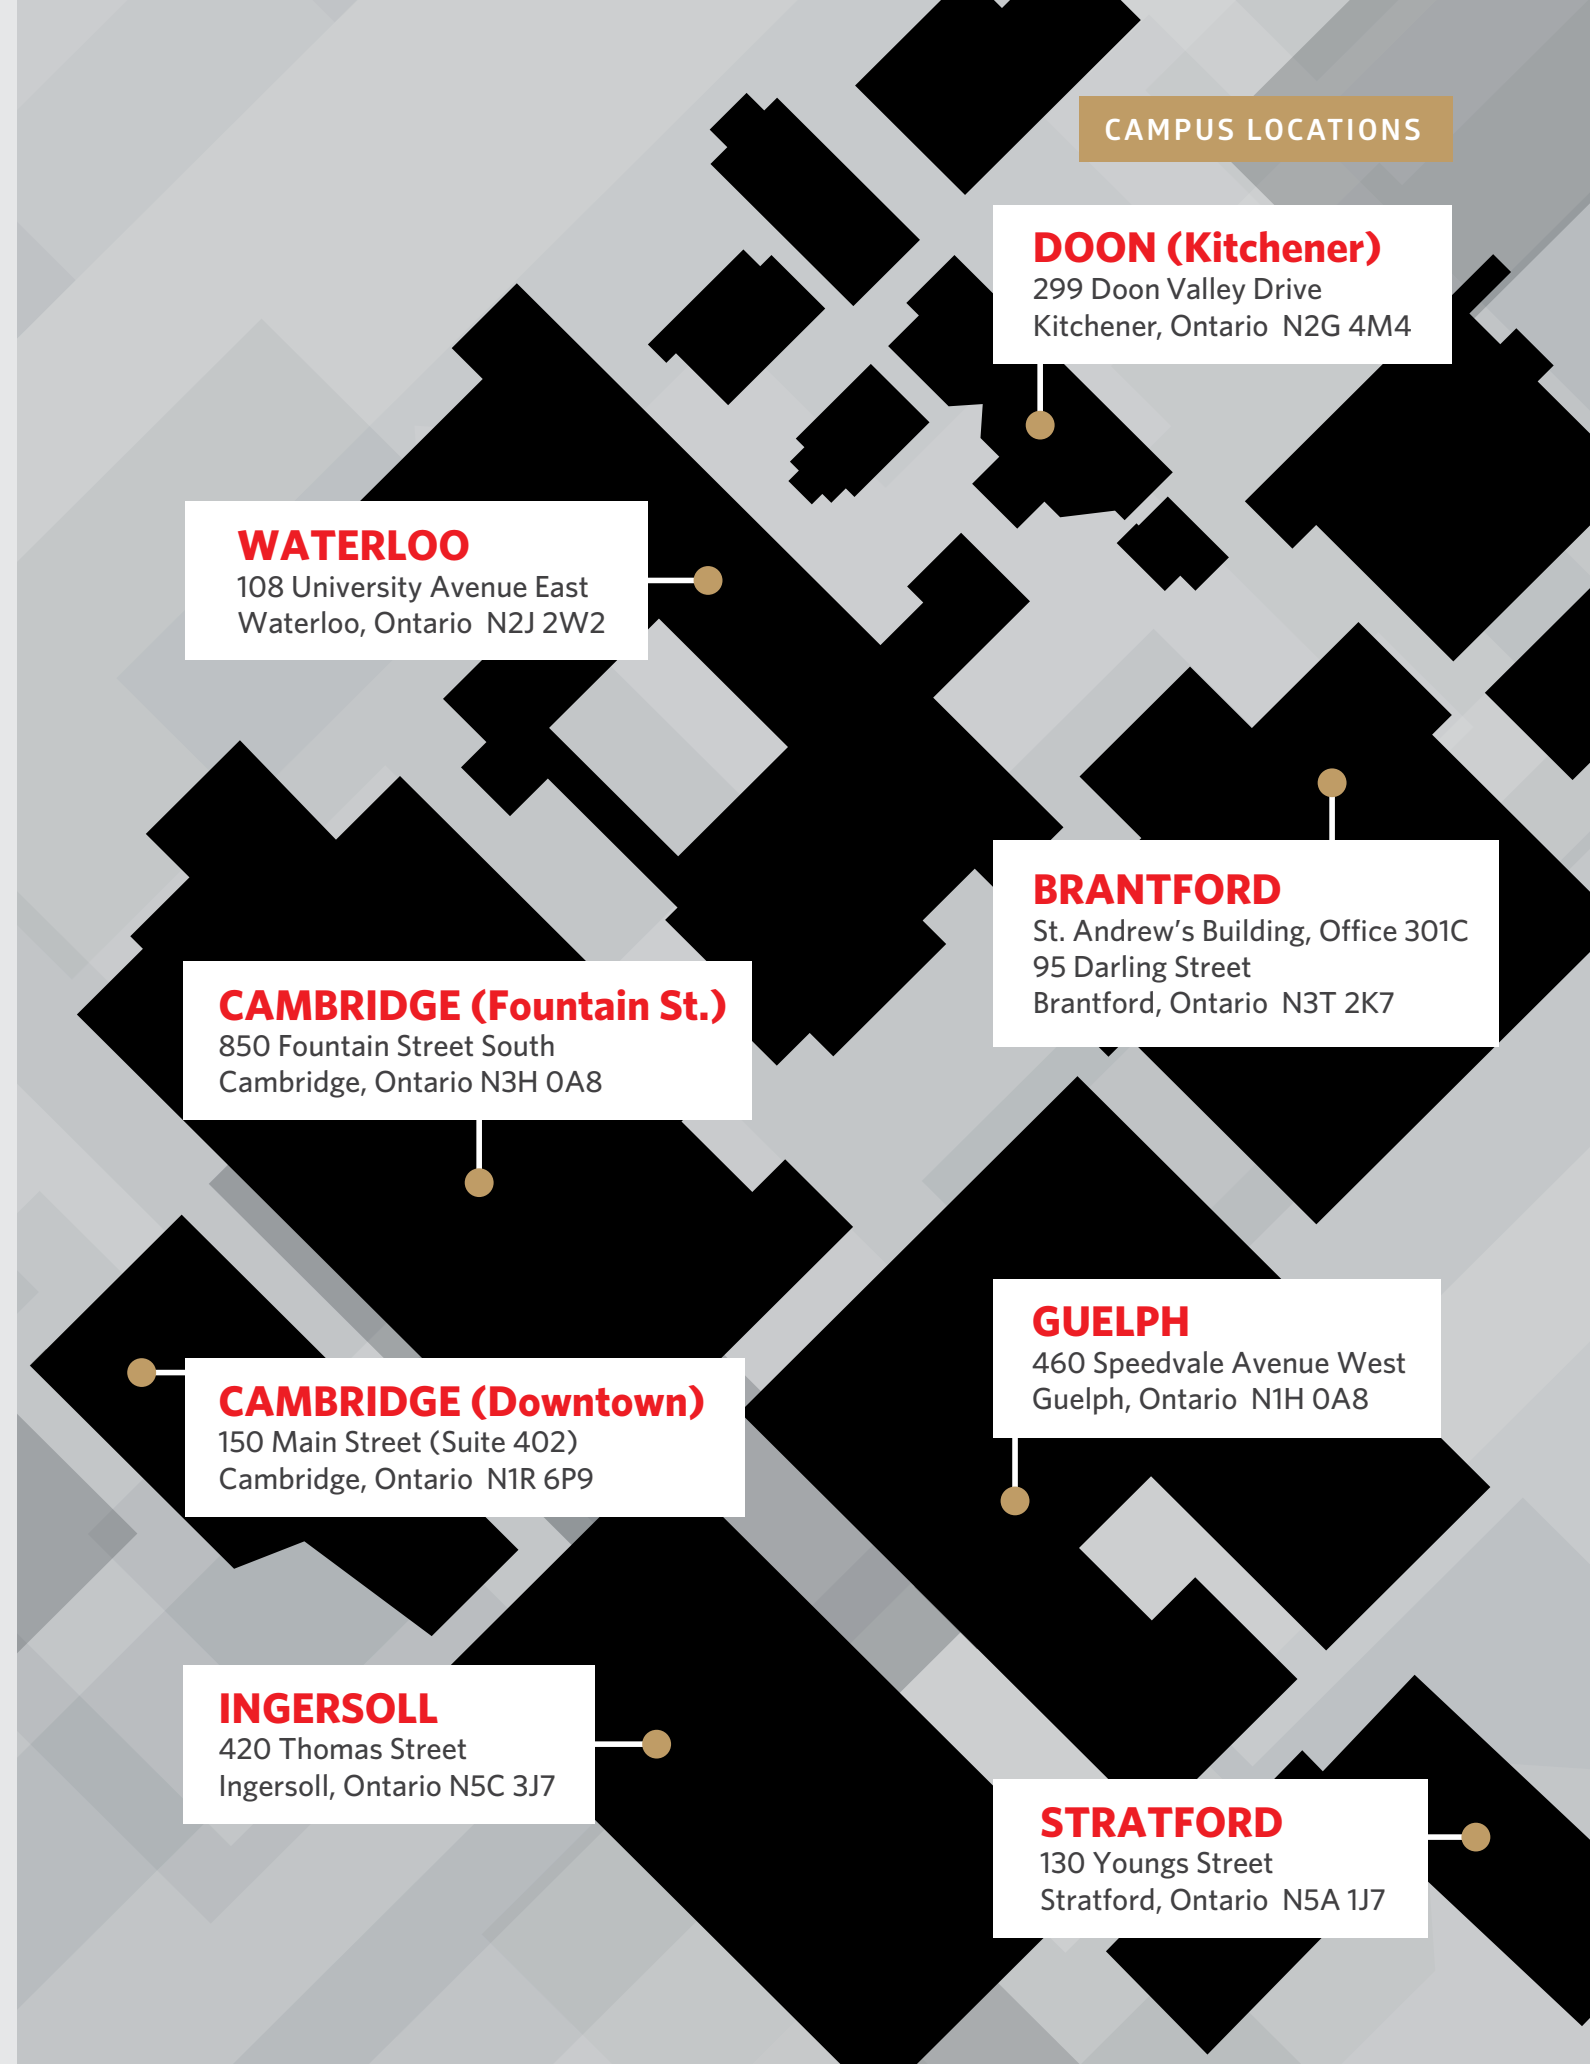 CAMPUS LOCATIONS
DOON (Kitchener)
299 Doon Valley Drive
Kitchener, Ontario  N2G 4M4
WATERLOO
108 University Avenue East
Waterloo, Ontario  N2J 2W2
BRANTFORD
St. Andrew’s Building, Office 301C
95 Darling Street
Brantford, Ontario  N3T 2K7
CAMBRIDGE (Fountain St.)
850 Fountain Street South
Cambridge, Ontario N3H 0A8
GUELPH
460 Speedvale Avenue West
Guelph, Ontario  N1H 0A8
CAMBRIDGE (Downtown)
150 Main Street (Suite 402)
Cambridge, Ontario  N1R 6P9
INGERSOLL
420 Thomas Street
Ingersoll, Ontario N5C 3J7
STRATFORD
130 Youngs Street
Stratford, Ontario  N5A 1J7